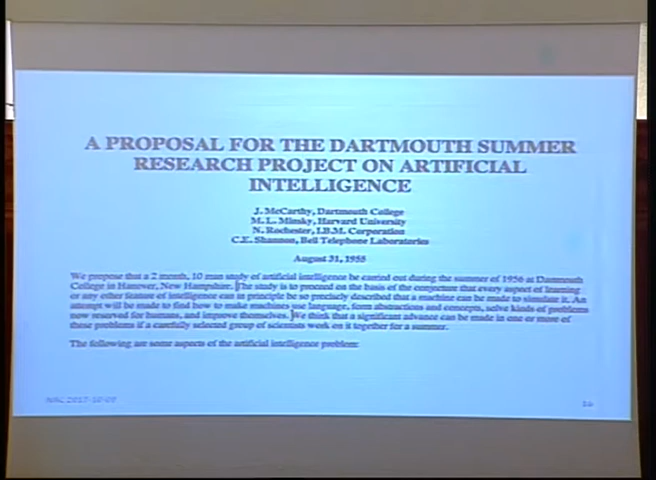 A PROPOSAL FOR THE DARTMOUTH SUMMER
RESEARCH PROJECT ON ARTIFICIAL
INTELLIGENCE
J. McCarthy, Dartmouth College
M. L. Minsky, Harvard University
N. Rochester, I.B.M. Corporation
C.E. Shannon, Bell Telephone Laboratories
August 31, 1955
We propose that a 2 month, 10 man study of artificial intelligence be carried out during the summer of 1956 at Dartmouth
College in Hanover, New Hampshire. [The study is to proceed on the basis of the conjecture that every aspect of learning
or any other feature of intelligence can in principle be so precisely described that a machine can be made to simulate it. An
attempt will be made to find how to make machines use language, form abstractions and concepts, solve kinds of problems
now reserved for humans, and improve themselves. ]We think that a significant advance can be made in one or more of
these problems if a carefully selected group of scientists work on it together for a summer.
The following are some aspects of the artificial intelligence problem: